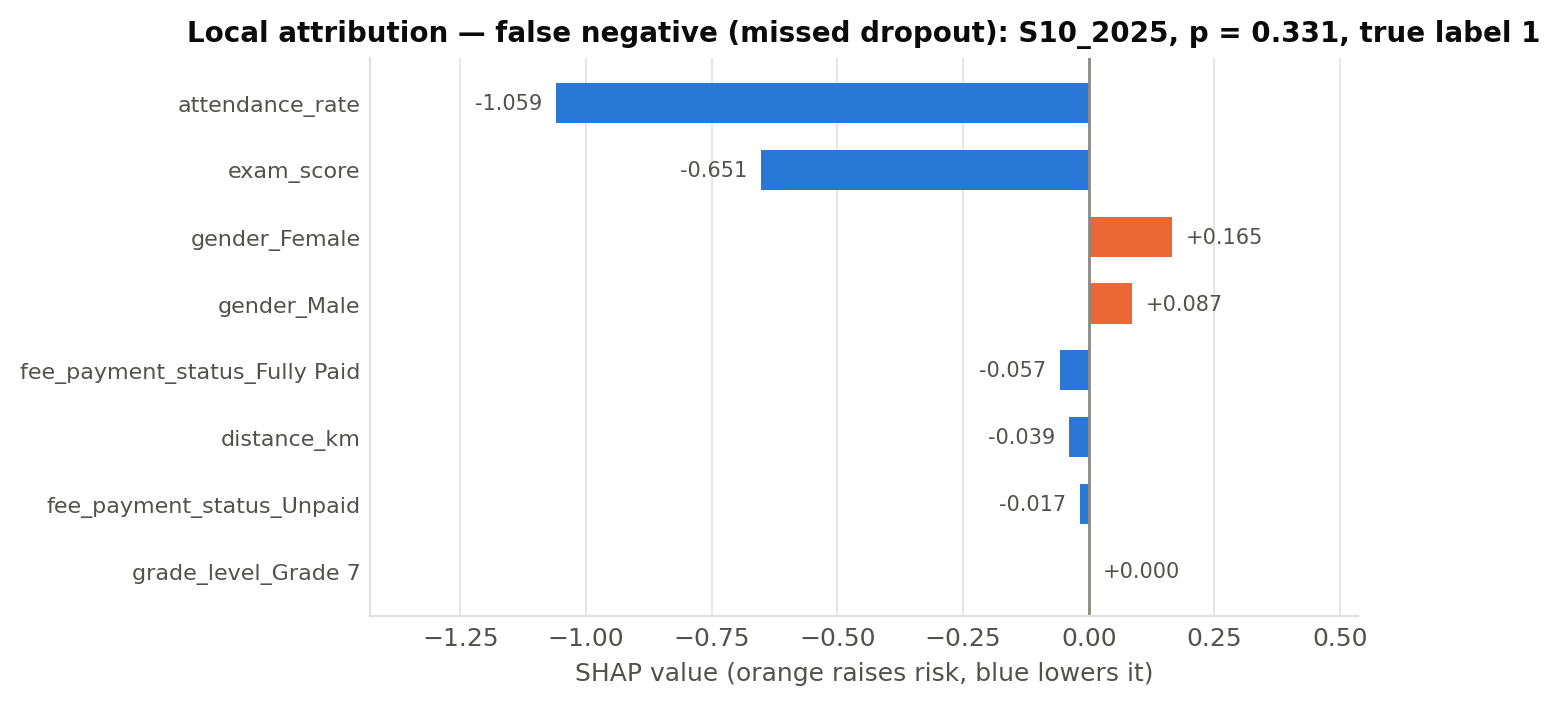 Local attribution — false negative (missed dropout): S10_2025, p = 0.331, true label 1
attendance_rate -1.059
exam_score -0.651
gender_Female +0.165
gender_Male +0.087
fee_payment_status_Fully Paid -0.057
distance_km -0.039
fee_payment_status_Unpaid -0.017
grade_level_Grade 7 +0.000
−1.25 −1.00 −0.75 −0.50 −0.25 0.00 0.25 0.50
SHAP value (orange raises risk, blue lowers it)